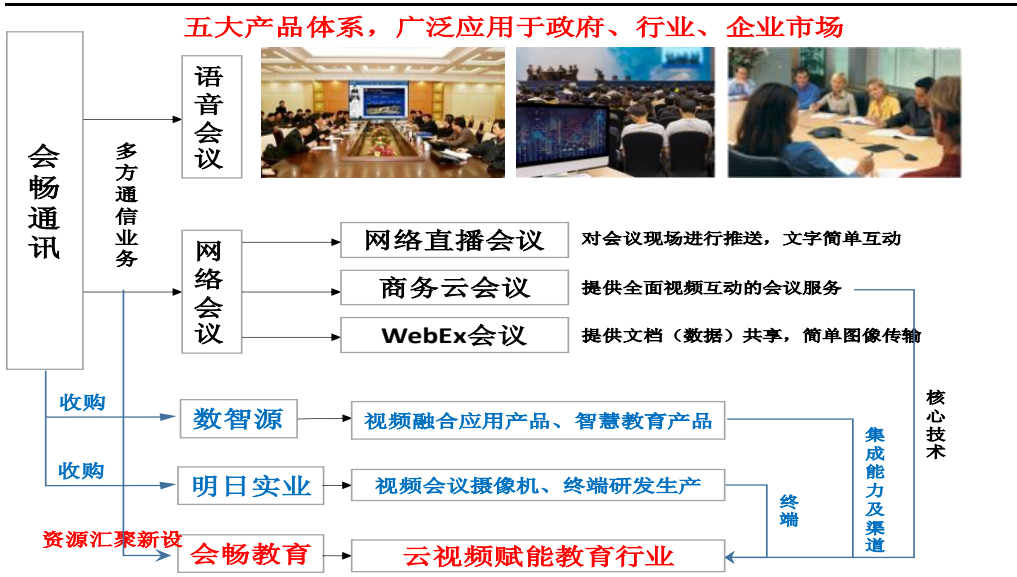 五大产品体系，广泛应用于政府、行业、企业市场
会畅通讯
多方通信业务
语音会议
网络会议
网络直播会议
对会议现场进行推送，文字简单互动
商务云会议
提供全面视频互动的会议服务
WebEx会议
提供文档（数据）共享，简单图像传输
收购
数智源
视频融合应用产品、智慧教育产品
收购
明日实业
视频会议摄像机、终端研发生产
资源汇聚新设
会畅教育
云视频赋能教育行业
终端
集成能力及渠道
核心技术